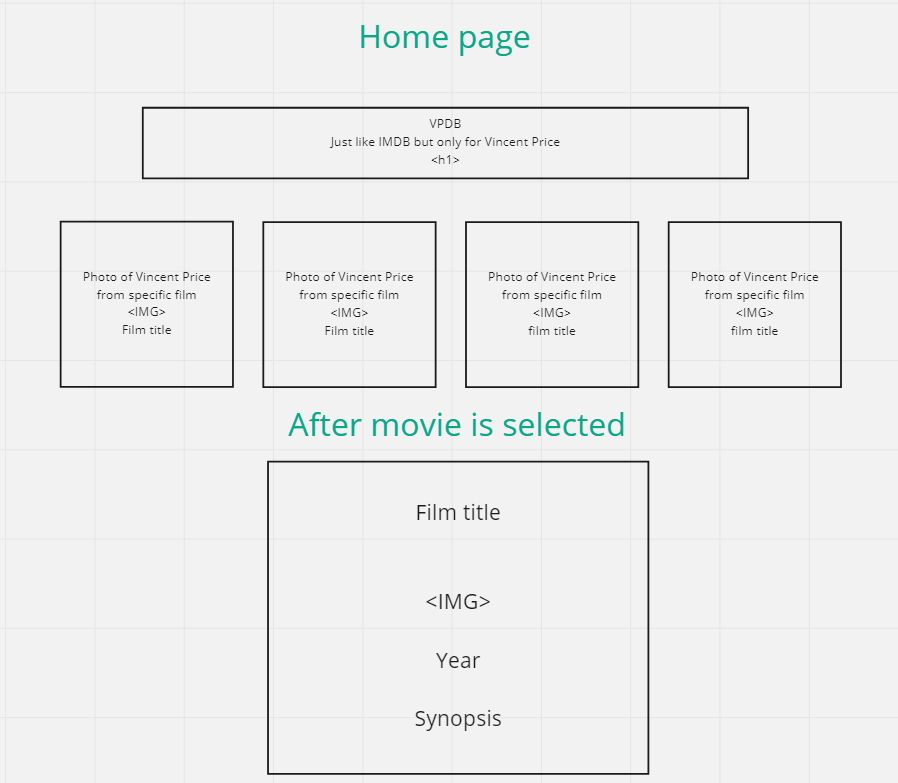 Home page
VPDB
Just like IMDB but only for Vincent Price
<h1>
Photo of Vincent Price
from specific film
<IMG>
Film title
Photo of Vincent Price
from specific film
<IMG>
Film title
Photo of Vincent Price
from specific film
<IMG>
film title
Photo of Vincent Price
from specific film
<IMG>
film title
After movie is selected
Film title
<IMG>
Year
Synopsis